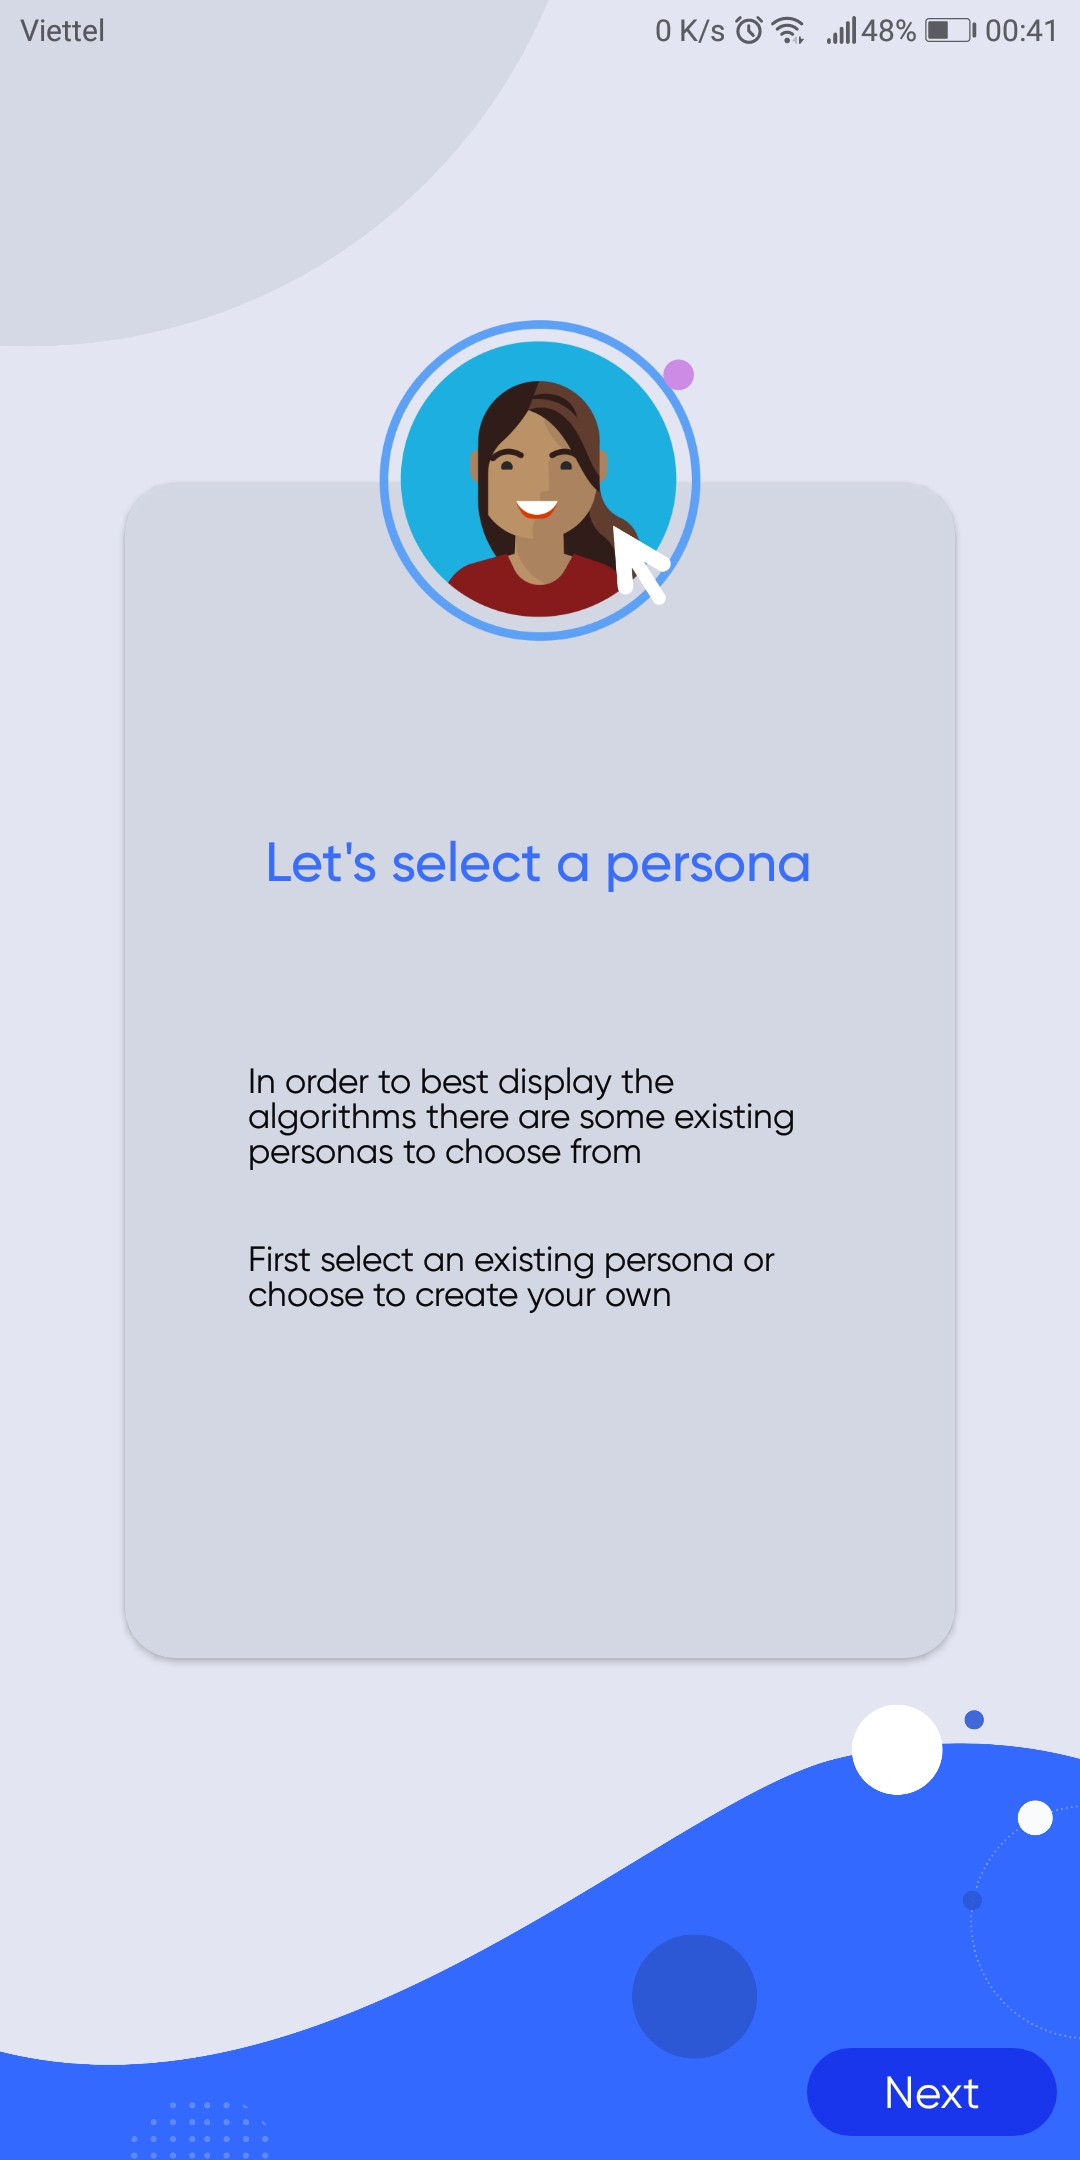 Viettel 0 K/s 48% 00:41
Let's select a persona
In order to best display the
algorithms there are some existing
personas to choose from
First select an existing persona or
choose to create your own
Next